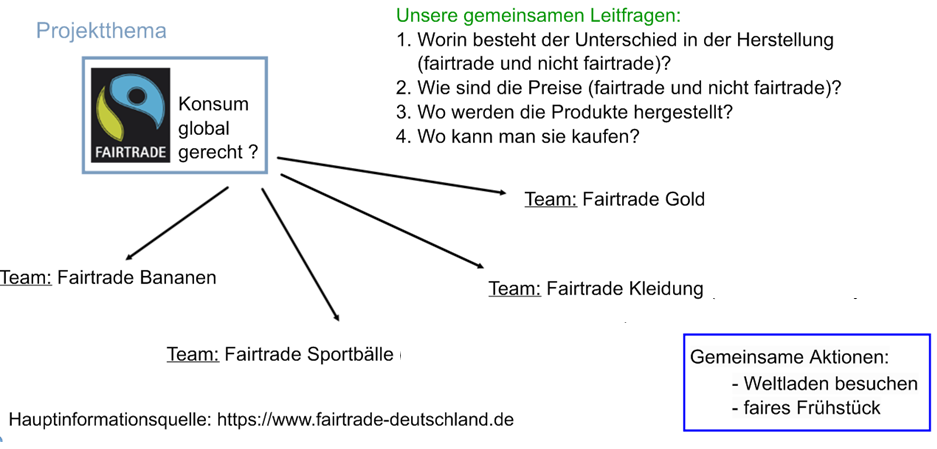 Projektthema
FAIRTRADE
Konsum
global
gerecht ?
Unsere gemeinsamen Leitfragen:
1. Worin besteht der Unterschied in der Herstellung
(fairtrade und nicht fairtrade)?
2. Wie sind die Preise (fairtrade und nicht fairtrade)?
3. Wo werden die Produkte hergestellt?
4. Wo kann man sie kaufen?
Team: Fairtrade Gold
Team: Fairtrade Bananen
Team: Fairtrade Kleidung
Team: Fairtrade Sportbälle (
Gemeinsame Aktionen:
- Weltladen besuchen
- faires Frühstück
Hauptinformationsquelle: https://www.fairtrade-deutschland.de